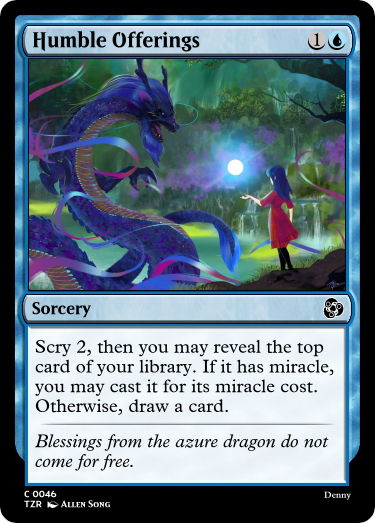 Humble Offerings 1
Sorcery
Scry 2, then you may reveal the top
card of your library. If it has miracle,
you may cast it for its miracle cost.
Otherwise, draw a card.
Blessings from the azure dragon do not
come for free.
C 0046
TZR Allen Song
Denny